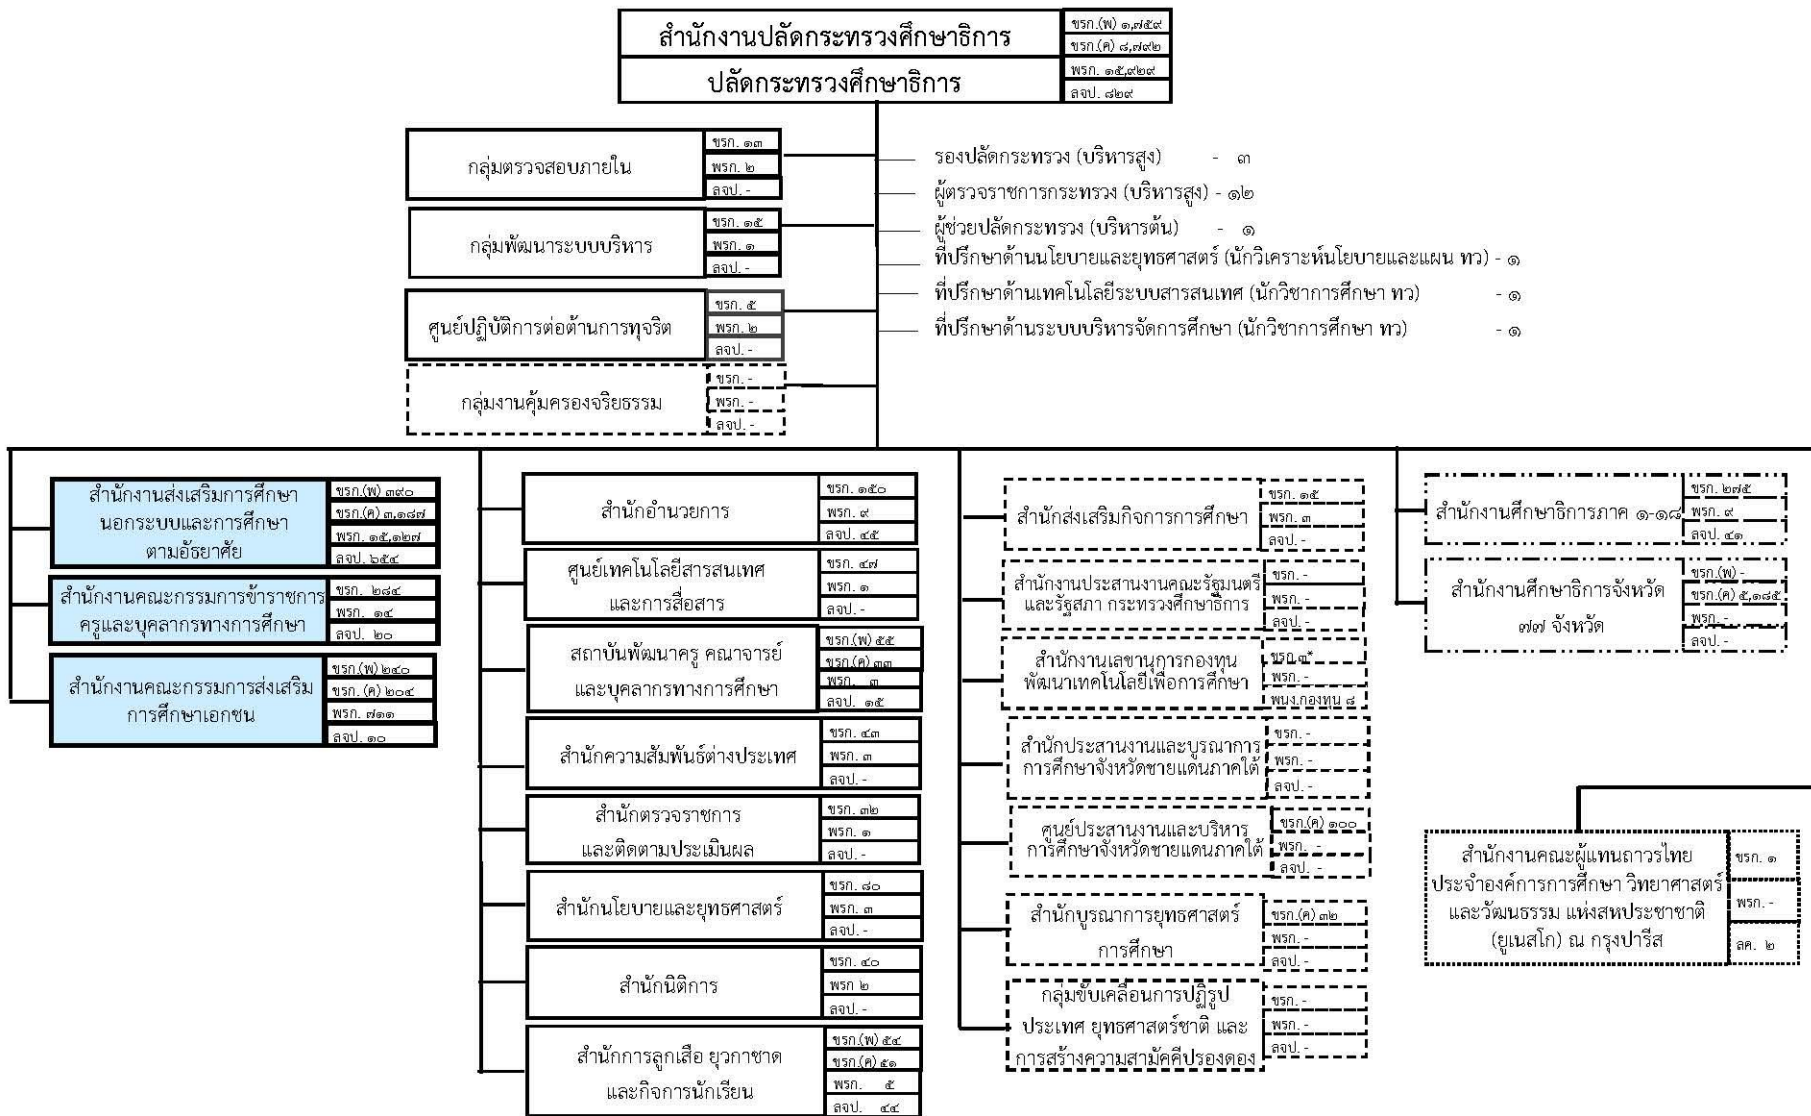 สำนักงานปลัดกระทรวงศึกษาธิการ
ปลัดกระทรวงศึกษาธิการ
ขรก.(พ) ๑,๗๕๙
ขรก.(ค) ๘,๗๙๒
พรก. ๑๕,๙๒๙
ลจป. ๘๒๙
กลุ่มตรวจสอบภายใน
ขรก. ๑๓
พรก. ๒
ลจป. -
กลุ่มพัฒนาระบบบริหาร
ขรก. ๑๕
พรก. ๑
ลจป. -
ศูนย์ปฏิบัติการต่อต้านการทุจริต
ขรก. ๕
พรก. ๒
ลจป. -
กลุ่มงานคุ้มครองจริยธรรม
ขรก. -
พรก. -
ลจป. -
รองปลัดกระทรวง (บริหารสูง) - ๓
ผู้ตรวจราชการกระทรวง (บริหารสูง) - ๑๒
ผู้ช่วยปลัดกระทรวง (บริหารต้น) - ๑
ที่ปรึกษาด้านนโยบายและยุทธศาสตร์ (นักวิเคราะห์นโยบายและแผน ทว) - ๑
ที่ปรึกษาด้านเทคโนโลยีระบบสารสนเทศ (นักวิชาการศึกษา ทว) - ๑
ที่ปรึกษาด้านระบบบริหารจัดการศึกษา (นักวิชาการศึกษา ทว) - ๑
สำนักงานส่งเสริมการศึกษา
นอกระบบและการศึกษา
ตามอัธยาศัย
ขรก.(พ) ๓๙๐
ขรก.(ค) ๓,๑๘๗
พรก. ๑๕,๑๒๗
ลจป. ๖๕๔
สำนักงานคณะกรรมการข้าราชการ
ครูและบุคลากรทางการศึกษา
ขรก. ๒๘๔
พรก. ๑๔
ลจป. ๒๐
สำนักงานคณะกรรมการส่งเสริม
การศึกษาเอกชน
ขรก.(พ) ๒๔๐
ขรก. (ค) ๒๐๔
พรก. ๗๑๑
ลจป. ๑๐
สำนักอำนวยการ
ขรก. ๑๕๐
พรก. ๙
ลจป. ๔๕
ศูนย์เทคโนโลยีสารสนเทศ
และการสื่อสาร
ขรก. ๔๗
พรก. ๑
ลจป. -
สถาบันพัฒนาครู คณาจารย์
และบุคลากรทางการศึกษา
ขรก.(พ) ๕๕
ขรก.(ค) ๓๓
พรก. ๓
ลจป. ๑๕
สำนักความสัมพันธ์ต่างประเทศ
ขรก. ๔๓
พรก. ๓
ลจป. -
สำนักตรวจราชการ
และติดตามประเมินผล
ขรก. ๓๒
พรก. ๑
ลจป. -
สำนักนโยบายและยุทธศาสตร์
ขรก. ๘๐
พรก. ๓
ลจป. -
สำนักนิติการ
ขรก. ๔๐
พรก ๒
ลจป. -
สำนักการลูกเสือ ยุวกาชาด
และกิจการนักเรียน
ขรก.(พ) ๕๔
ขรก.(ค) ๕๑
พรก. ๕
ลจป. ๔๔
สำนักส่งเสริมกิจการการศึกษา
ขรก. ๑๕
พรก. ๓
ลจป. -
สำนักงานประสานงานคณะรัฐมนตรี
และรัฐสภา กระทรวงศึกษาธิการ
ขรก. -
พรก. -
ลจป. -
สำนักงานเลขานุการกองทุน
พัฒนาเทคโนโลยีเพื่อการศึกษา
ขรก.๓*
พรก. -
พนง.กองทุน ๘
สำนักประสานงานและบูรณาการ
การศึกษาจังหวัดชายแดนภาคใต้
ขรก. -
พรก. -
ลจป. -
ศูนย์ประสานงานและบริหาร
การศึกษาจังหวัดชายแดนภาคใต้
ขรก.(ค) ๑๐๐
พรก. -
ลจป. -
สำนักบูรณาการยุทธศาสตร์
การศึกษา
ขรก.(ค) ๓๒
พรก. -
ลจป. -
กลุ่มขับเคลื่อนการปฏิรูป
ประเทศ ยุทธศาสตร์ชาติ และ
การสร้างความสามัคคีปรองดอง
ขรก. -
พรก. -
ลจป. -
สำนักงานศึกษาธิการภาค ๑-๑๘
ขรก. ๒๗๕
พรก. ๙
ลจป. ๔๑
สำนักงานศึกษาธิการจังหวัด
๗๗ จังหวัด
ขรก.(พ) -
ขรก.(ค) ๕,๑๘๕
พรก. -
ลจป. -
สำนักงานคณะผู้แทนถาวรไทย
ประจำองค์การการศึกษา วิทยาศาสตร์
และวัฒนธรรม แห่งสหประชาชาติ
(ยูเนสโก) ณ กรุงปารีส
ขรก. ๑
พรก. -
ลค. ๒